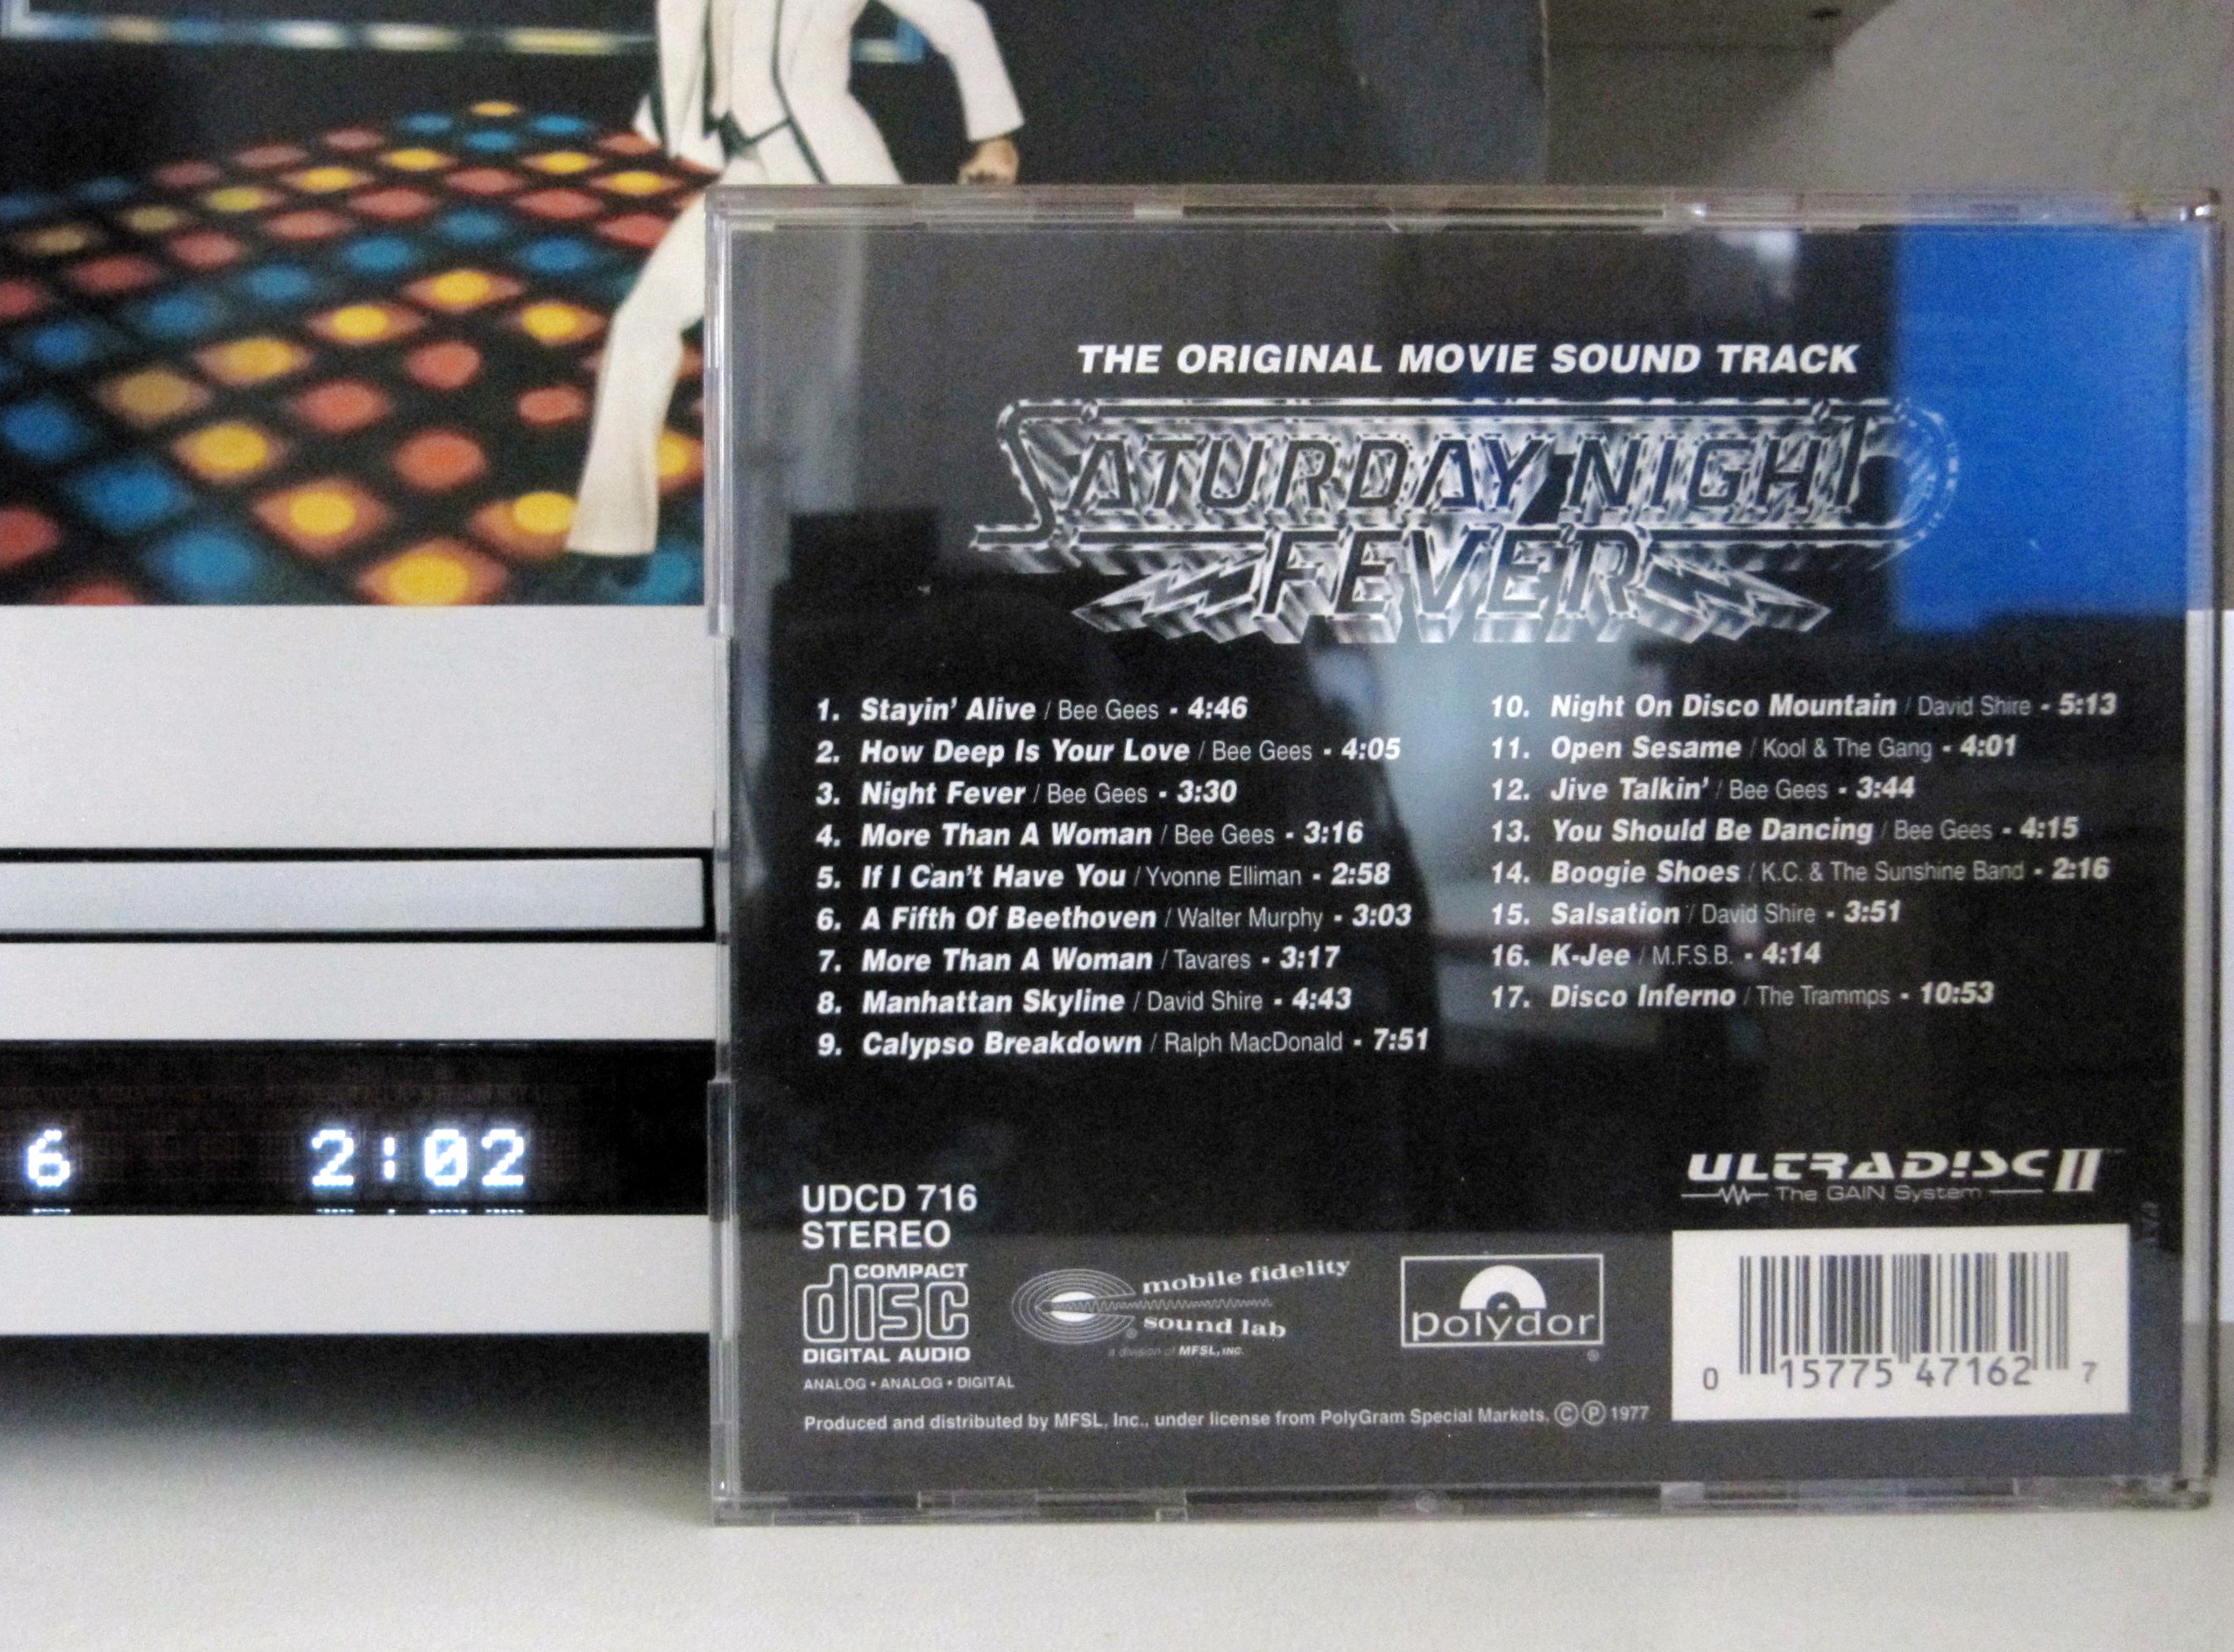 THE ORIGINAL MOVIE SOUND TRACK
SATURDAY NIGHT
FEVER
1. Stayin' Alive / Bee Gees - 4:46
2. How Deep Is Your Love / Bee Gees - 4:05
3. Night Fever / Bee Gees - 3:30
4. More Than A Woman / Bee Gees - 3:16
5. If I Can't Have You / Yvonne Elliman - 2:58
6. A Fifth Of Beethoven / Walter Murphy - 3:03
7. More Than A Woman / Tavares - 3:17
8. Manhattan Skyline / David Shire - 4:43
9. Calypso Breakdown / Ralph MacDonald - 7:51
10. Night On Disco Mountain / David Shire - 5:13
11. Open Sesame / Kool & The Gang - 4:01
12. Jive Talkin' / Bee Gees - 3:44
13. You Should Be Dancing / Bee Gees - 4:15
14. Boogie Shoes / K.C. & The Sunshine Band - 2:16
15. Salsation / David Shire - 3:51
16. K-Jee / M.F.S.B. - 4:14
17. Disco Inferno / The Trammps - 10:53
6 2:02
ULTRADISC II™
The GAIN System
UDCD 716
STEREO
COMPACT
disc
DIGITAL AUDIO
ANALOG • ANALOG • DIGITAL
mobile fidelity
sound lab
®
a division of MFSL, INC.
polydor
®
0 15775 47162 7
Produced and distributed by MFSL, Inc., under license from PolyGram Special Markets. Ⓒ Ⓟ 1977